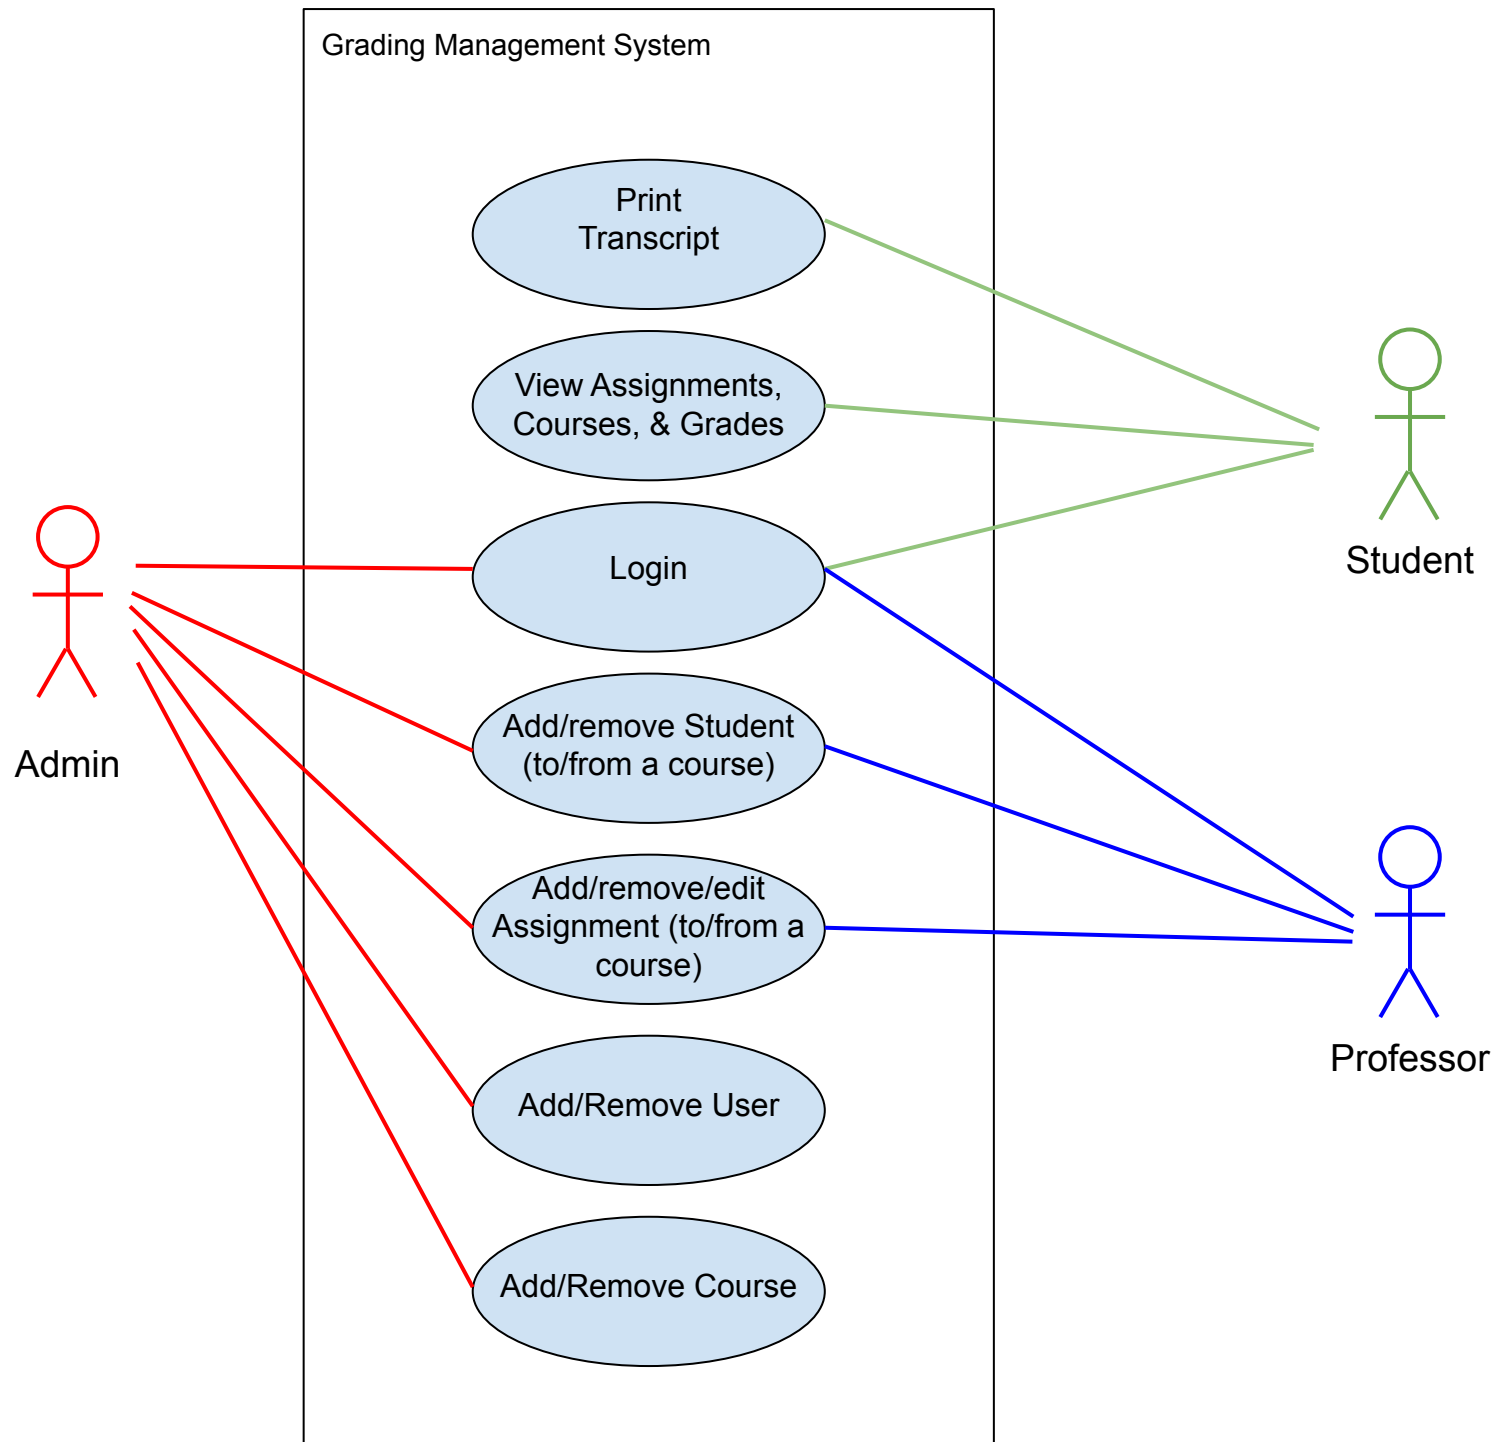 Grading Management System
Print
Transcript
View Assignments,
Courses, & Grades
Login
Student
Add/remove Student
(to/from a course)
Admin
Add/remove/edit
Assignment (to/from a
course)
Professor
Add/Remove User
Add/Remove Course